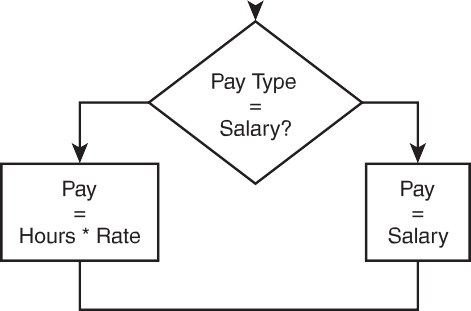 Pay Type
=
Salary?
Pay
=
Hours * Rate
Pay
=
Salary